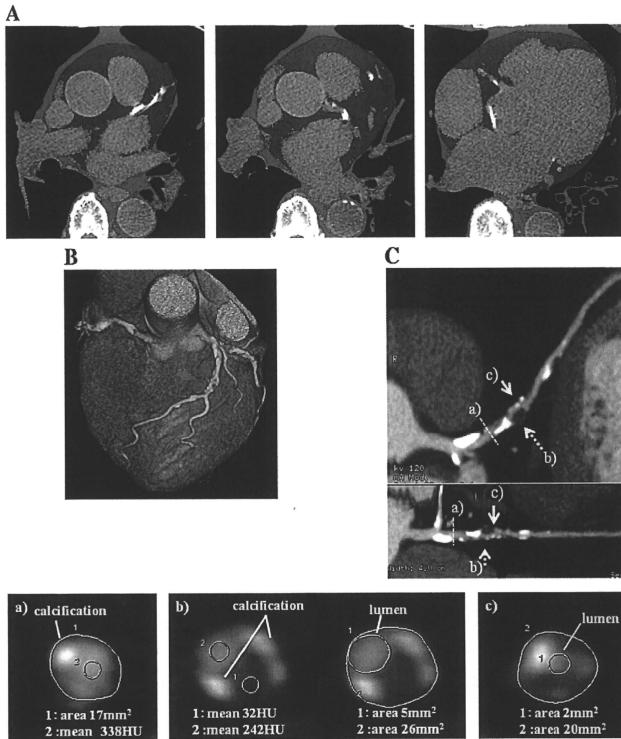 A
B
C
R
c)
a)
b)
kv 120
c)
a)
b)
a)
calcification
1
2
1: area 17mm²
2 :mean 338HU
b)
calcification
2
1
1: mean 32HU
2: mean 242HU
lumen
1
2
1: area 5mm²
2: area 26mm²
c)
lumen
2
1
1: area 2mm²
2 :area 20mm²